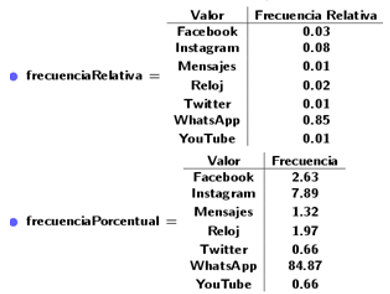 Valor Frecuencia Relativa
Facebook 0.03
Instagram 0.08
Mensajes 0.01
frecuenciaRelativa =
Reloj 0.02
Twitter 0.01
WhatsApp 0.85
YouTube 0.01
Valor Frecuencia
Facebook 2.63
Instagram 7.89
Mensajes 1.32
frecuenciaPorcentual =
Reloj 1.97
Twitter 0.66
WhatsApp 84.87
YouTube 0.66